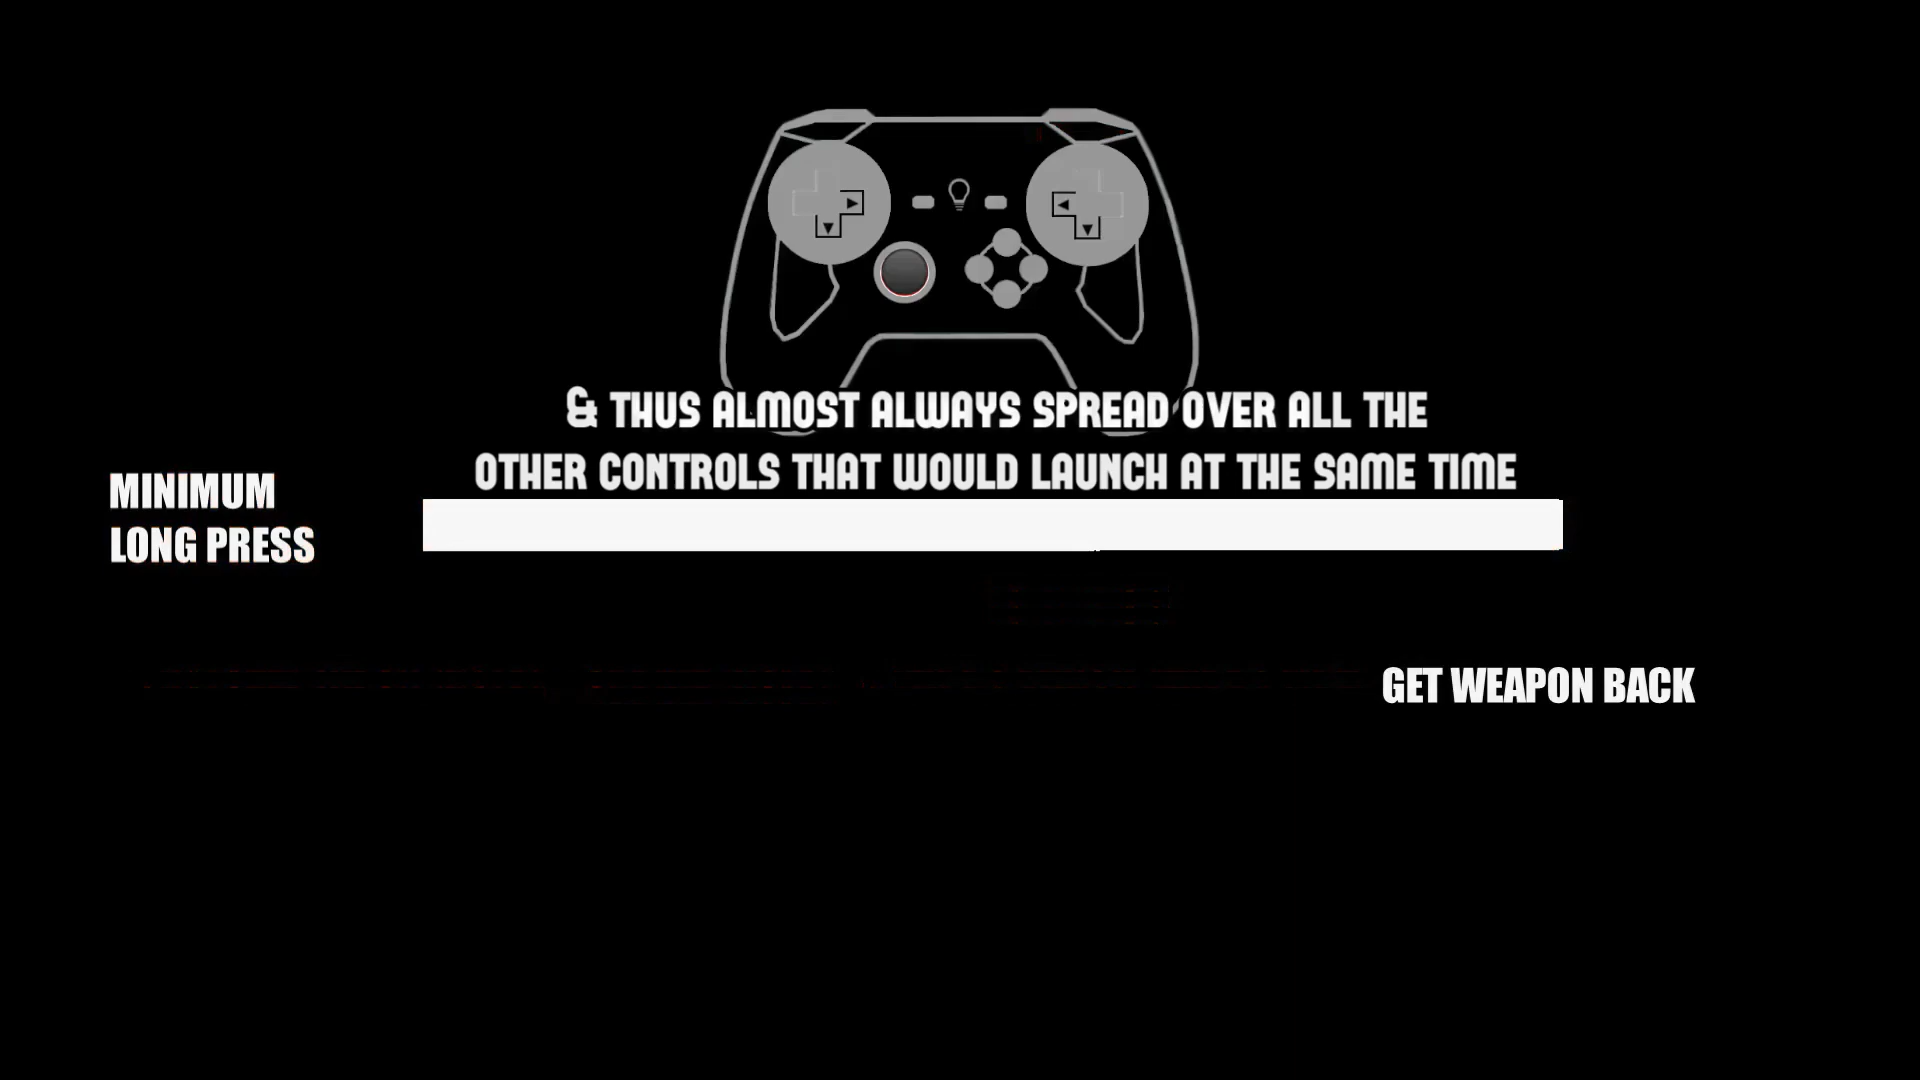 & THUS ALMOST ALWAYS SPREAD OVER ALL THE
OTHER CONTROLS THAT WOULD LAUNCH AT THE SAME TIME
MINIMUM
LONG PRESS
GET WEAPON BACK